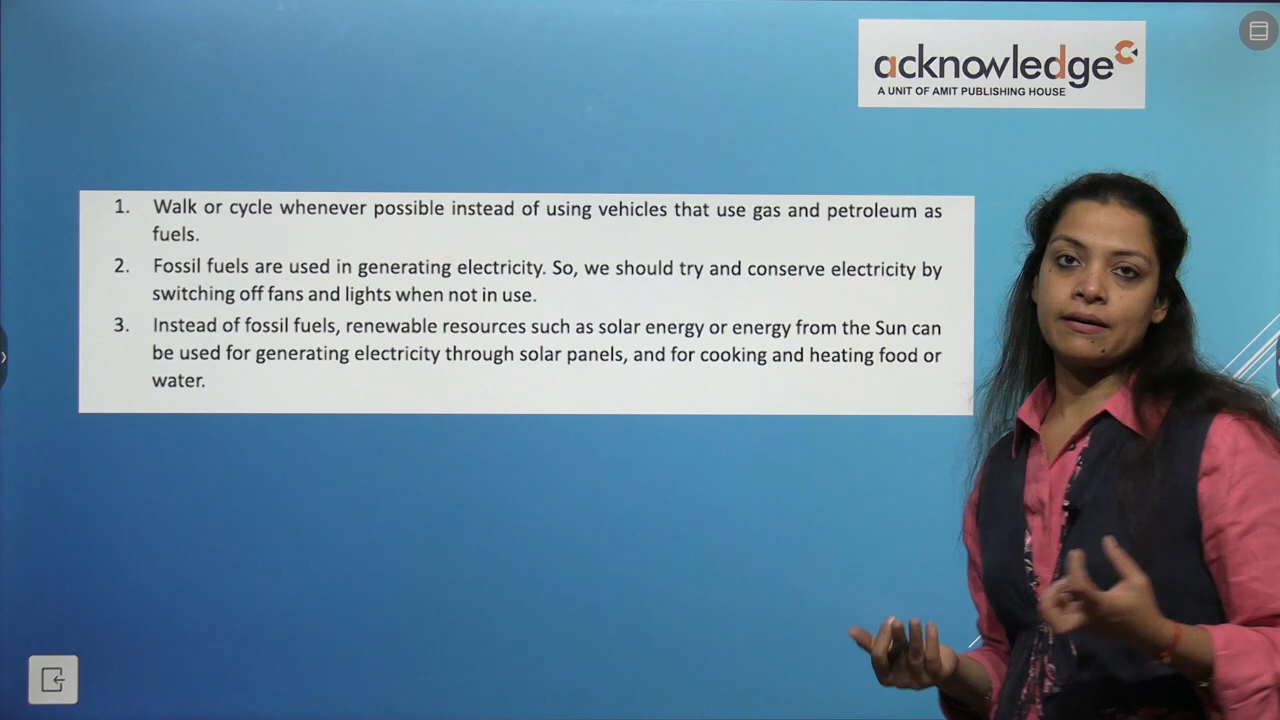 acknowledge
A UNIT OF AMIT PUBLISHING HOUSE
1. Walk or cycle whenever possible instead of using vehicles that use gas and petroleum as
fuels.
2. Fossil fuels are used in generating electricity. So, we should try and conserve electricity by
switching off fans and lights when not in use.
3. Instead of fossil fuels, renewable resources such as solar energy or energy from the Sun can
be used for generating electricity through solar panels, and for cooking and heating food or
water.